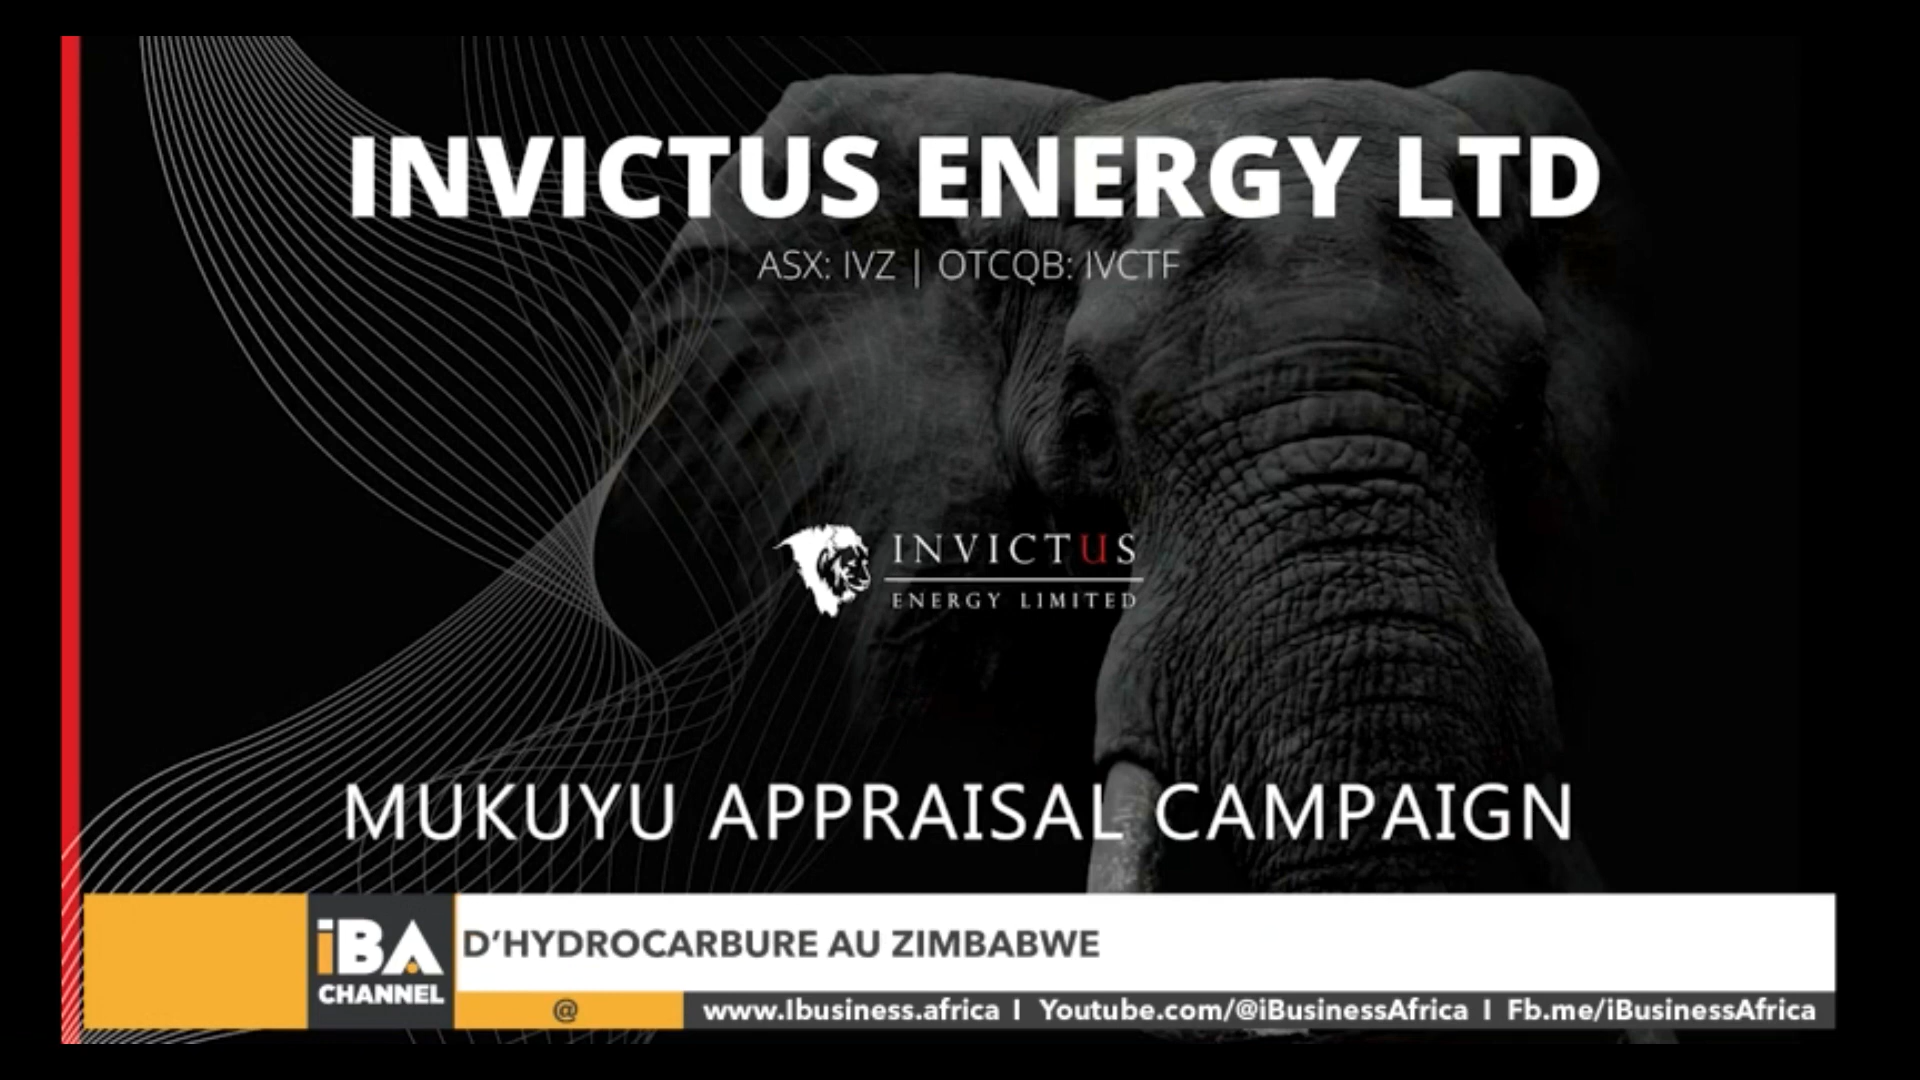 INVICTUS ENERGY LTD
ASX: IVZ | OTCQB: IVCTF
INVICTUS
ENERGY LIMITED
MUKUYU APPRAISAL CAMPAIGN
iBA
CHANNEL
D'HYDROCARBURE AU ZIMBABWE
@
www.Ibusiness.africa I Youtube.com/@iBusinessAfrica I Fb.me/iBusinessAfrica